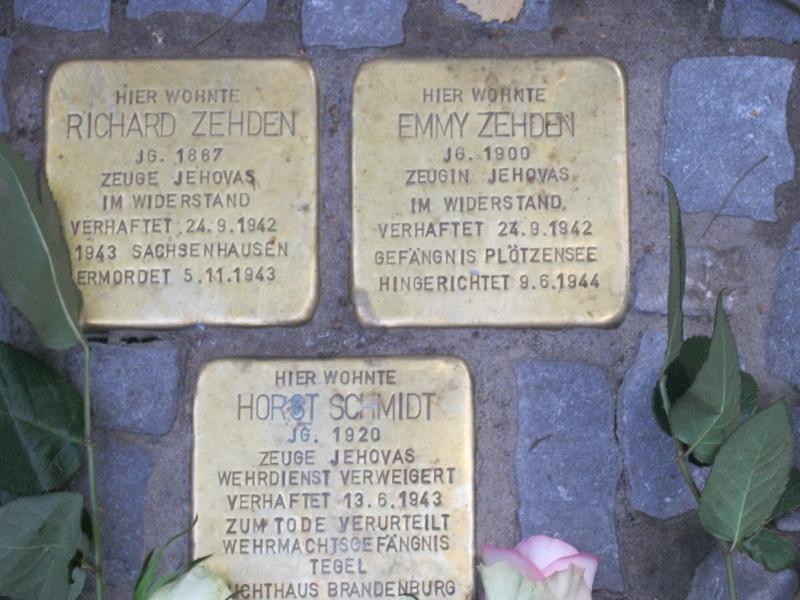 HIER WOHNTE
RICHARD ZEHDEN
JG. 1887
ZEUGE JEHOVAS
IM WIDERSTAND
VERHAFTET 24.9.1942
1943 SACHSENHAUSEN
ERMORDET 5.11.1943
HIER WOHNTE
EMMY ZEHDEN
JG. 1900
ZEUGIN JEHOVAS
IM WIDERSTAND
VERHAFTET 24.9.1942
GEFÄNGNIS PLÖTZENSEE
HINGERICHTET 9.6.1944
HIER WOHNTE
HORST SCHMIDT
JG. 1920
ZEUGE JEHOVAS
WEHRDIENST VERWEIGERT
VERHAFTET 13.6.1943
ZUM TODE VERURTEILT
WEHRMACHTSGEFÄNGNIS
TEGEL
BRANDENBURG